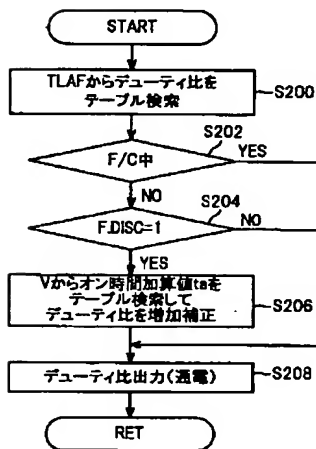 START
TLAFからデューティ比を
テーブル検索
S200
S202
F/C中
YES
NO
S204
F.DISC=1
NO
YES
Vからオン時間加算値taを
テーブル検索して
デューティ比を増加補正
S206
デューティ比出力(通電)
S208
RET